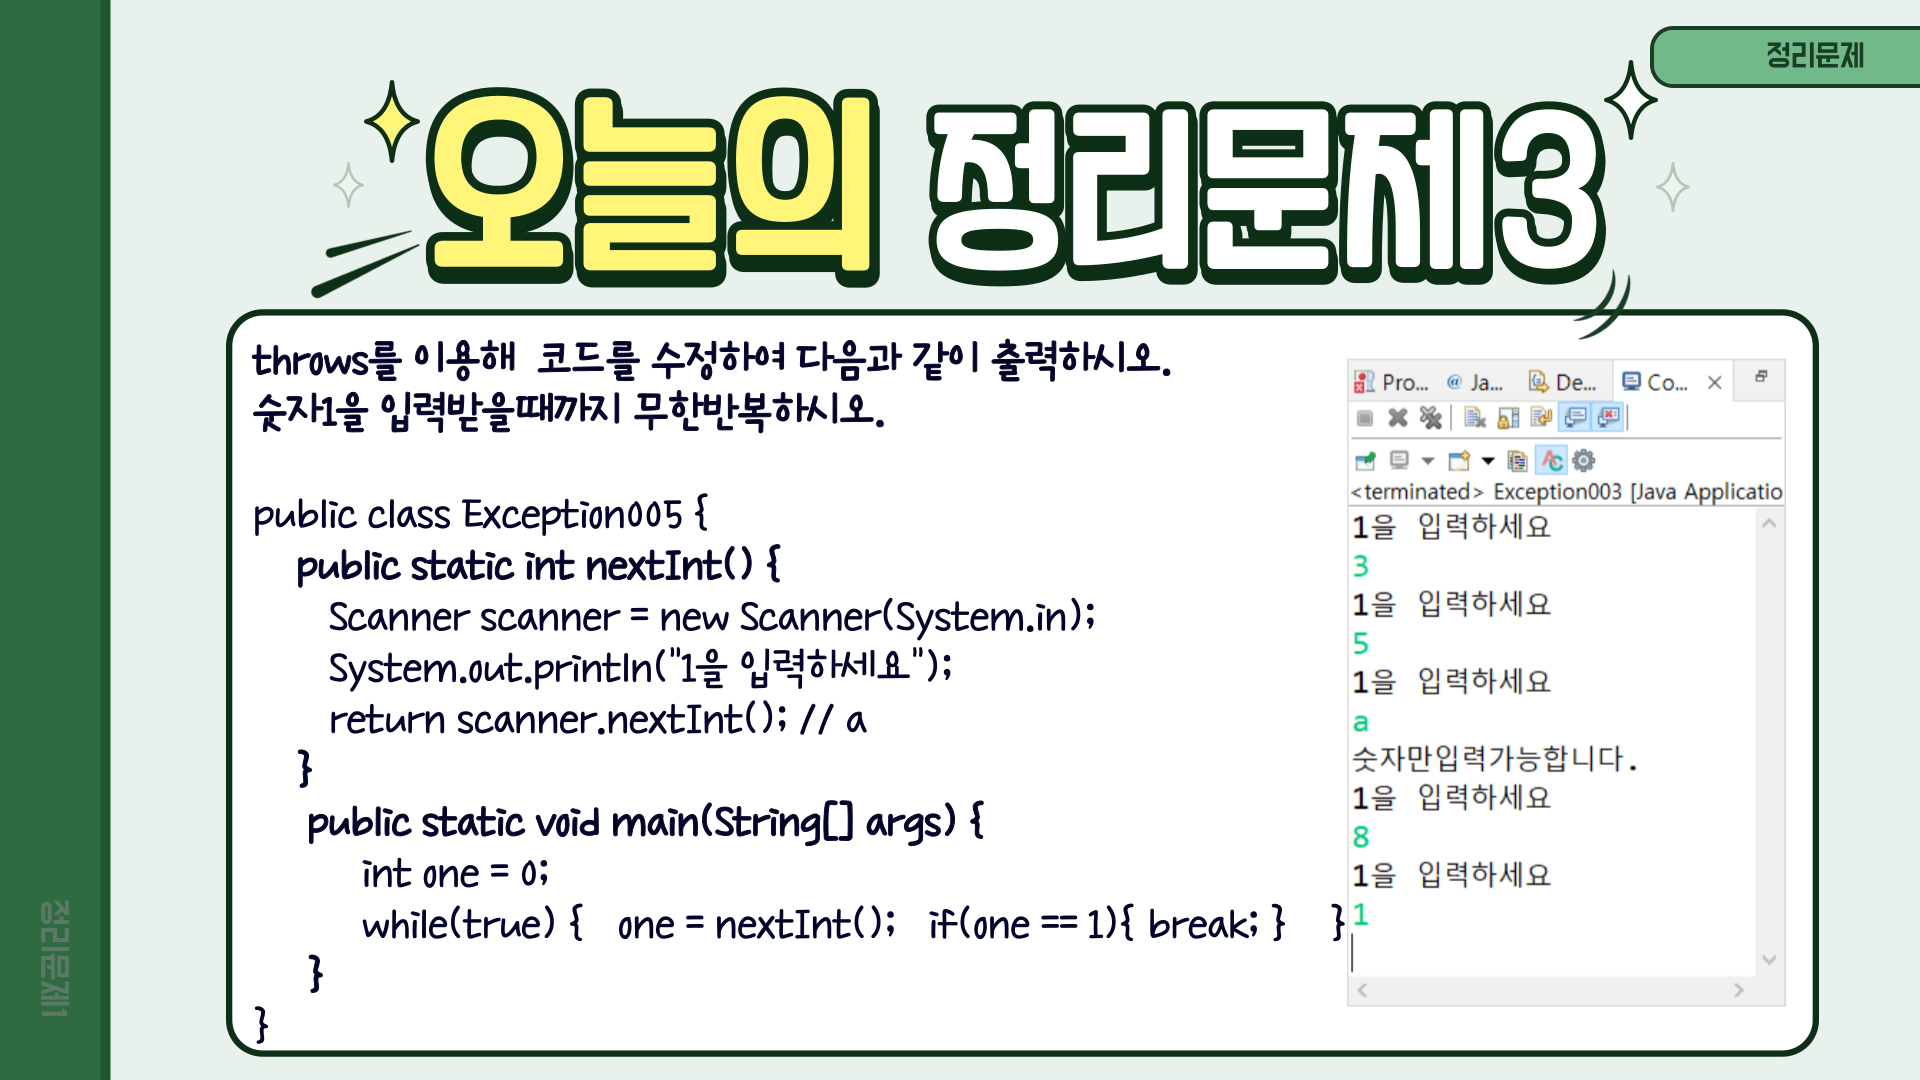 정리문제
오늘의 정리문제3
throws를 이용해 코드를 수정하여 다음과 같이 출력하시오.
숫자1을 입력받을때까지 무한반복하시오.
public class Exception005 {
public static int nextInt() {
Scanner scanner = new Scanner(System.in);
System.out.println("1을 입력하세요");
return scanner.nextInt(); // a
}
public static void main(String[] args) {
int one = 0;
while(true) { one = nextInt(); if(one == 1){ break; } }
}
}
Pro... Ja... De... Co...
<terminated> Exception003 [Java Applicatio
1을 입력하세요
3
1을 입력하세요
5
1을 입력하세요
a
숫자만입력가능합니다.
1을 입력하세요
8
1을 입력하세요
1
정리문제1